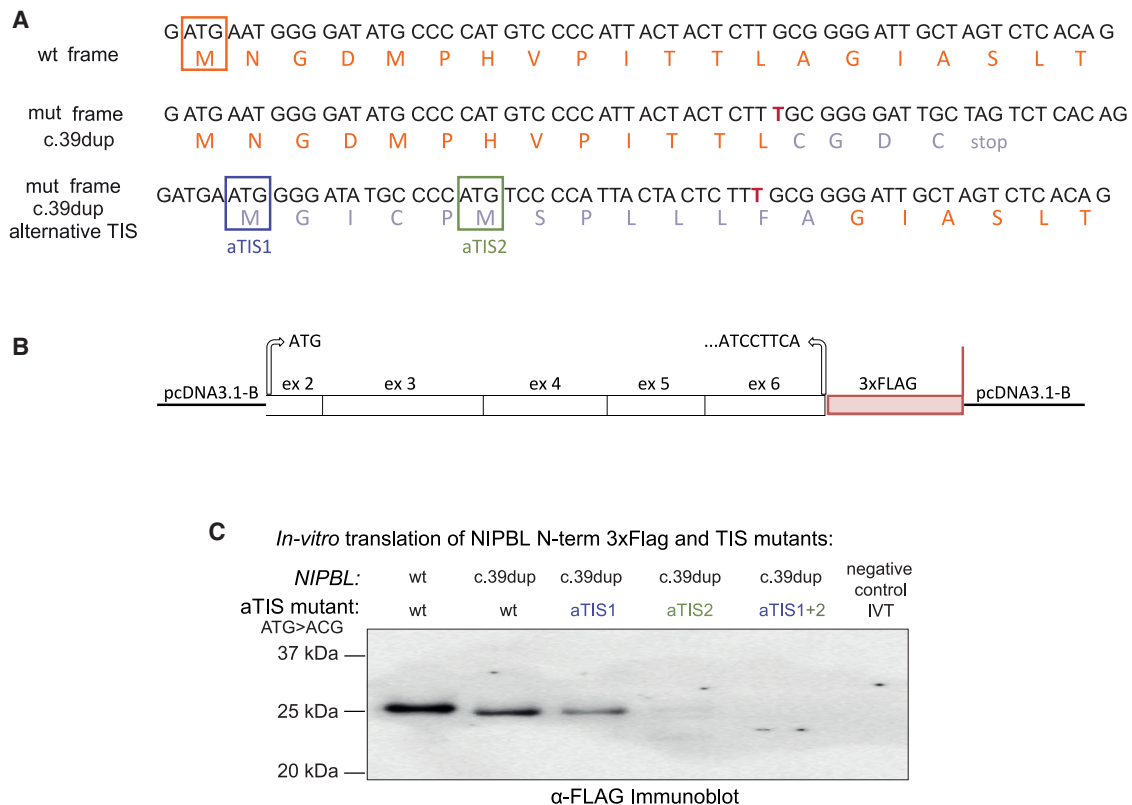 A
G ATG AAT GGG GAT ATG CCC CAT GTC CCC ATT ACT ACT CTT GCG GGG ATT GCT AGT CTC ACA G
wt frame M N G D M P H V P I T T L A G I A S L T
mut frame G ATG AAT GGG GAT ATG CCC CAT GTC CCC ATT ACT ACT CTT TGC GGG GAT TGC TAG TCT CAC AG
c.39dup M N G D M P H V P I T T L C G D C stop
mut frame
c.39dup
alternative TIS
GATGA ATG GGG ATA TGC CCC ATG TCC CCA TTA CTA CTC TTT GCG GGG ATT GCT AGT CTC ACA G
M G I C P M S P L L L F A G I A S L T
aTIS1 aTIS2
B
ATG ...ATCCTTCA
pcDNA3.1-B ex 2 ex 3 ex 4 ex 5 ex 6 3xFLAG pcDNA3.1-B
C
In-vitro translation of NIPBL N-term 3xFlag and TIS mutants:
NIPBL: wt c.39dup c.39dup c.39dup c.39dup negative control IVT
aTIS mutant: wt wt aTIS1 aTIS2 aTIS1+2
ATG>ACG
37 kDa
25 kDa
20 kDa
α-FLAG Immunoblot